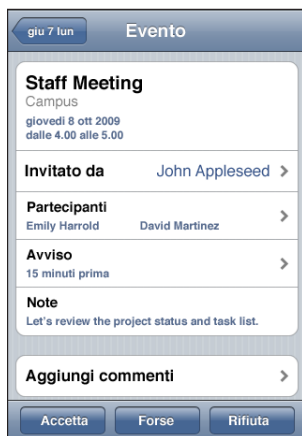 giu 7 lun
Evento
Staff Meeting
Campus
giovedì 8 ott 2009
dalle 4.00 alle 5.00
Invitato da John Appleseed
Partecipanti
Emily Harrold David Martinez
Avviso
15 minuti prima
Note
Let's review the project status and task list.
Aggiungi commenti
Accetta Forse Rifiuta